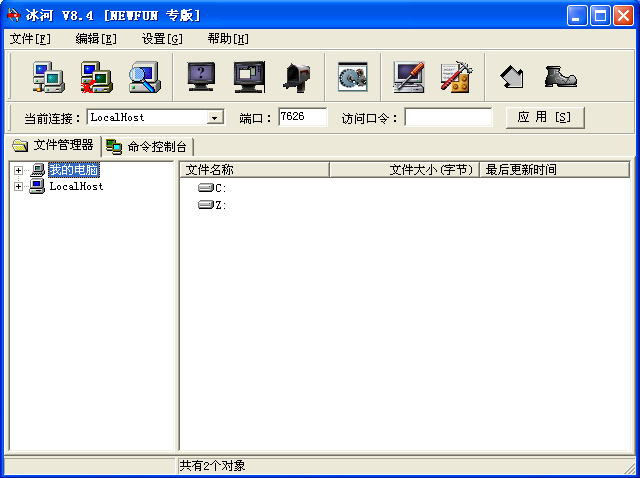 冰河 V8.4 [NEWFUN 专版]
文件[F] 编辑[E] 设置[G] 帮助[H]
?
当前连接: LocalHost 端口: 7626 访问口令: 应 用 [S]
文件管理器 命令控制台
我的电脑
LocalHost
文件名称 文件大小(字节) 最后更新时间
C:
Z:
共有2个对象